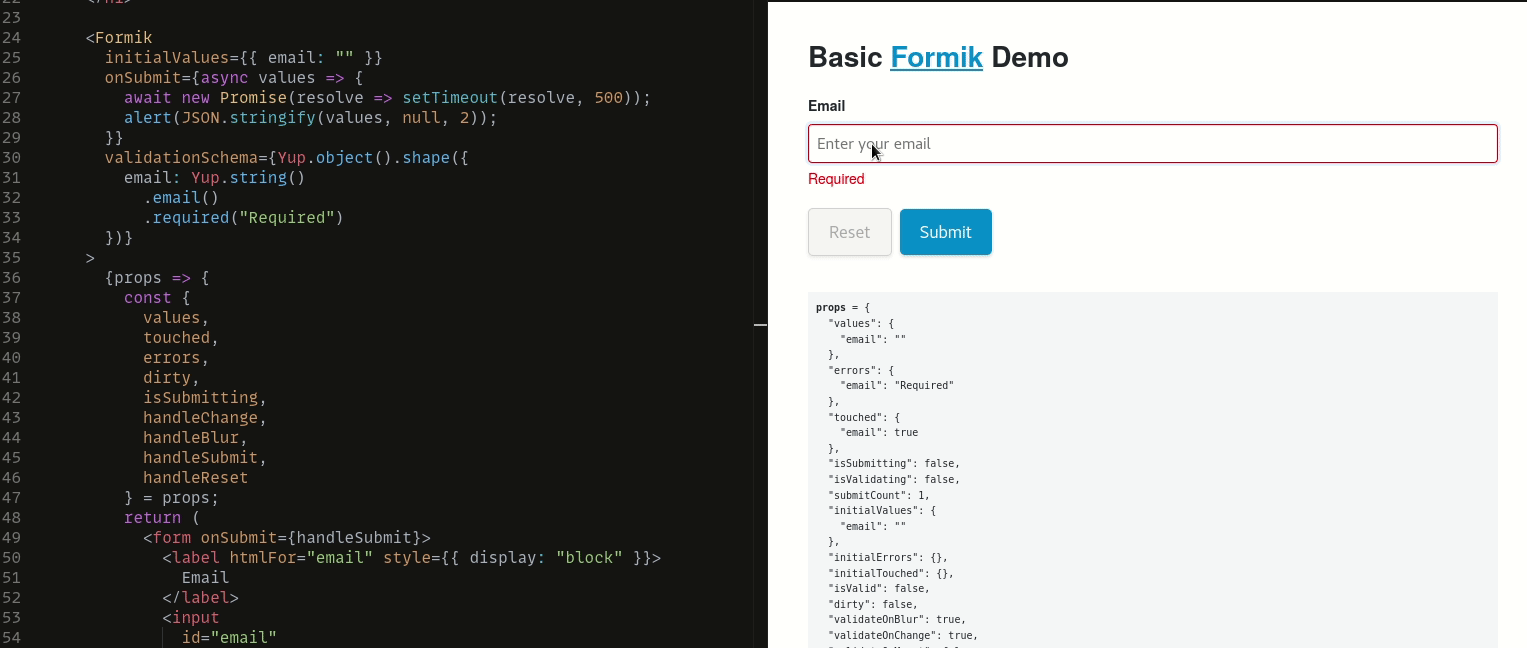 22 </h1>
23
24 <Formik
25 initialValues={{ email: "" }}
26 onSubmit={async values => {
27 await new Promise(resolve => setTimeout(resolve, 500));
28 alert(JSON.stringify(values, null, 2));
29 }}
30 validationSchema={Yup.object().shape({
31 email: Yup.string()
32 .email()
33 .required("Required")
34 })}
35 >
36 {props => {
37 const {
38 values,
39 touched,
40 errors,
41 dirty,
42 isSubmitting,
43 handleChange,
44 handleBlur,
45 handleSubmit,
46 handleReset
47 } = props;
48 return (
49 <form onSubmit={handleSubmit}>
50 <label htmlFor="email" style={{ display: "block" }}>
51 Email
52 </label>
53 <input
54 id="email"
Basic Formik Demo
Email
Enter your email
Required
Reset Submit
props = {
"values": {
"email": ""
},
"errors": {
"email": "Required"
},
"touched": {
"email": true
},
"isSubmitting": false,
"isValidating": false,
"submitCount": 1,
"initialValues": {
"email": ""
},
"initialErrors": {},
"initialTouched": {},
"isValid": false,
"dirty": false,
"validateOnBlur": true,
"validateOnChange": true,